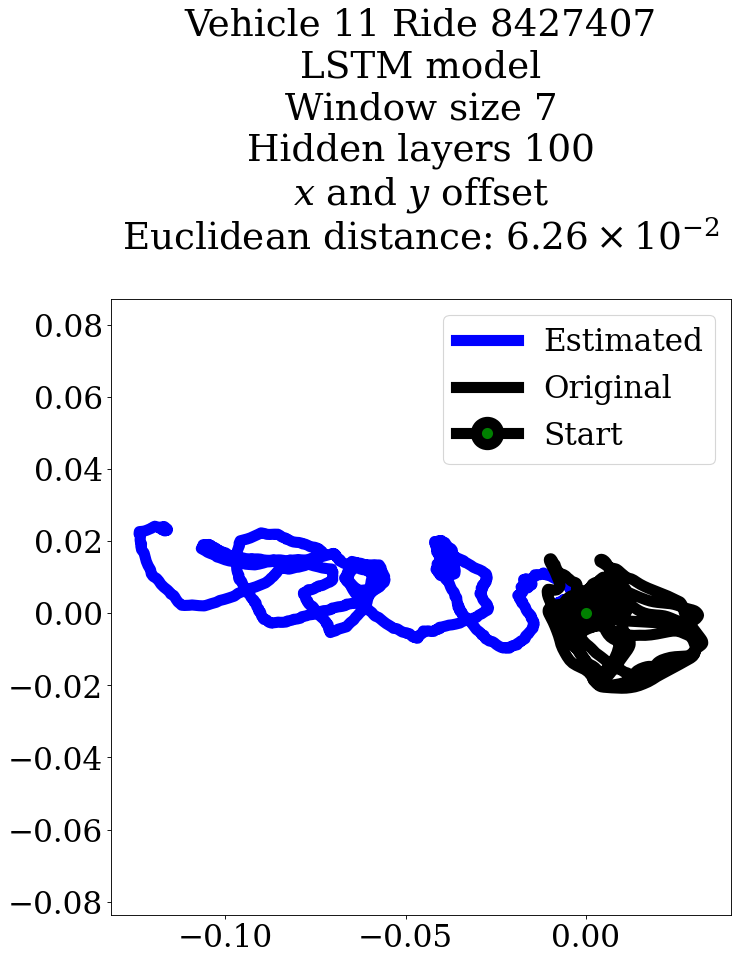 Vehicle 11 Ride 8427407
LSTM model
Window size 7
Hidden layers 100
x and y offset
Euclidean distance: 6.26 × 10⁻²
Estimated
Original
Start
0.08
0.06
0.04
0.02
0.00
−0.02
−0.04
−0.06
−0.08
−0.10 −0.05 0.00